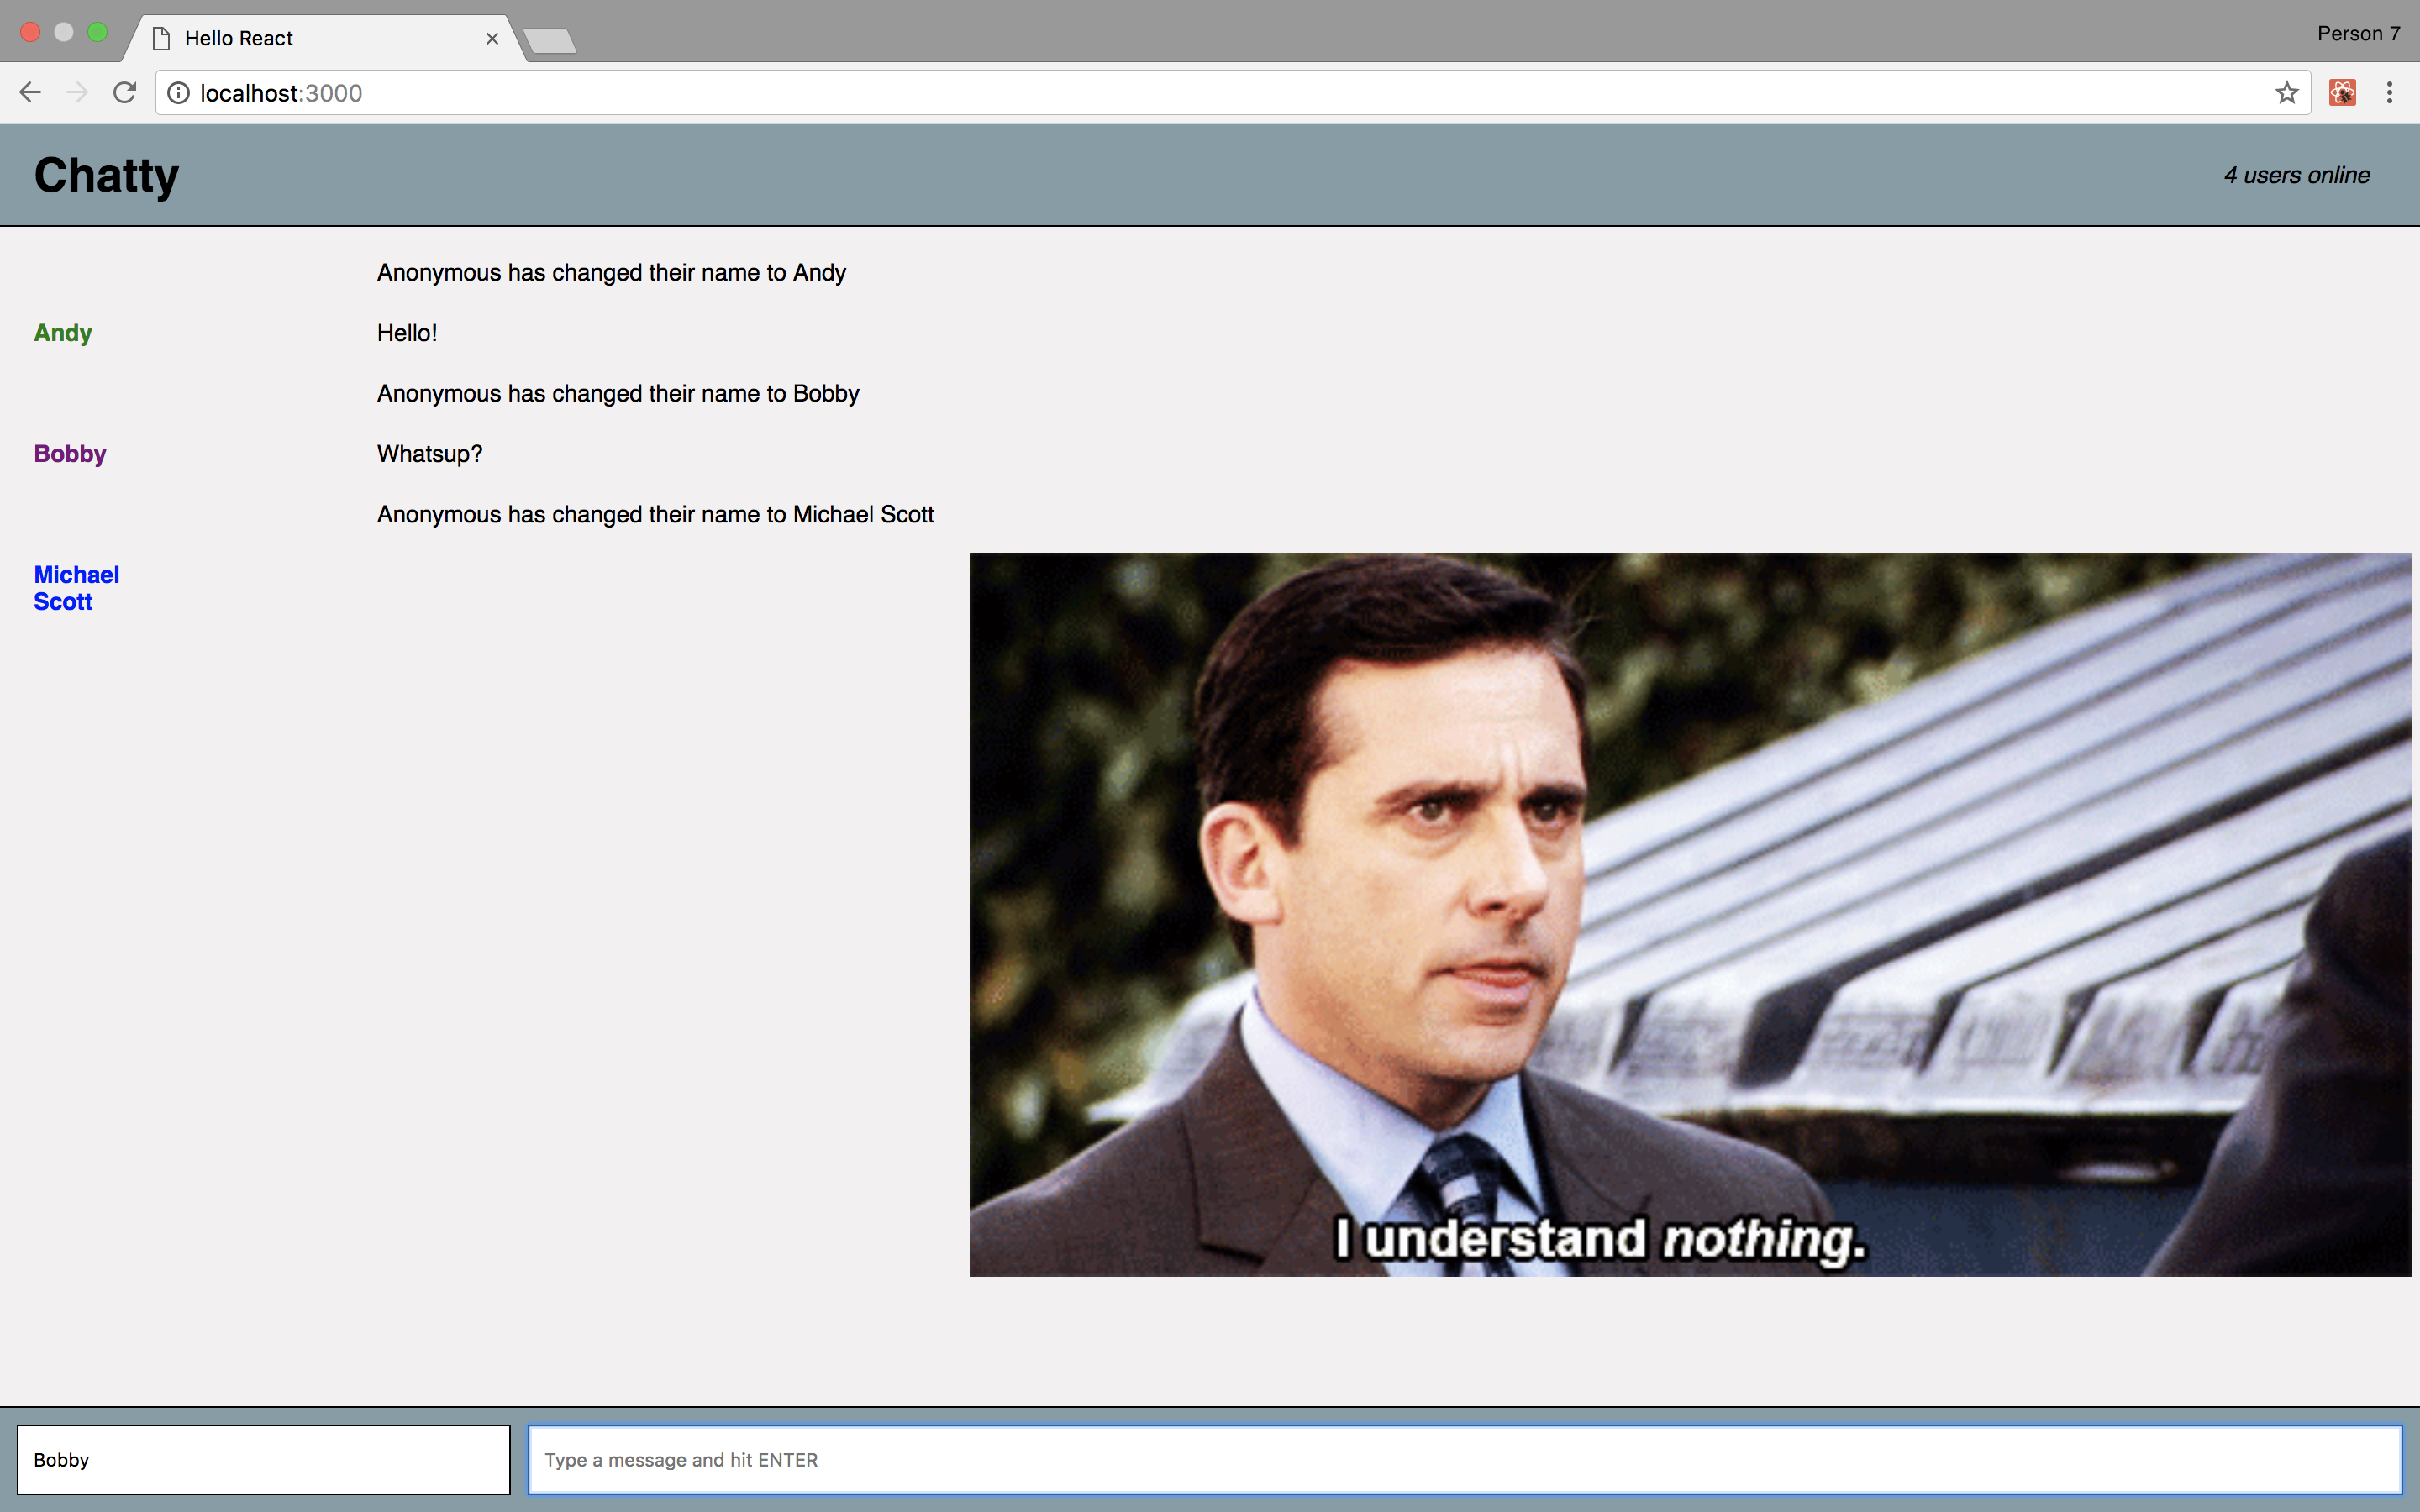 Hello React
Person 7
localhost:3000
Chatty
4 users online
Anonymous has changed their name to Andy
Andy
Hello!
Anonymous has changed their name to Bobby
Bobby
Whatsup?
Anonymous has changed their name to Michael Scott
Michael
Scott
I understand nothing.
Bobby
Type a message and hit ENTER